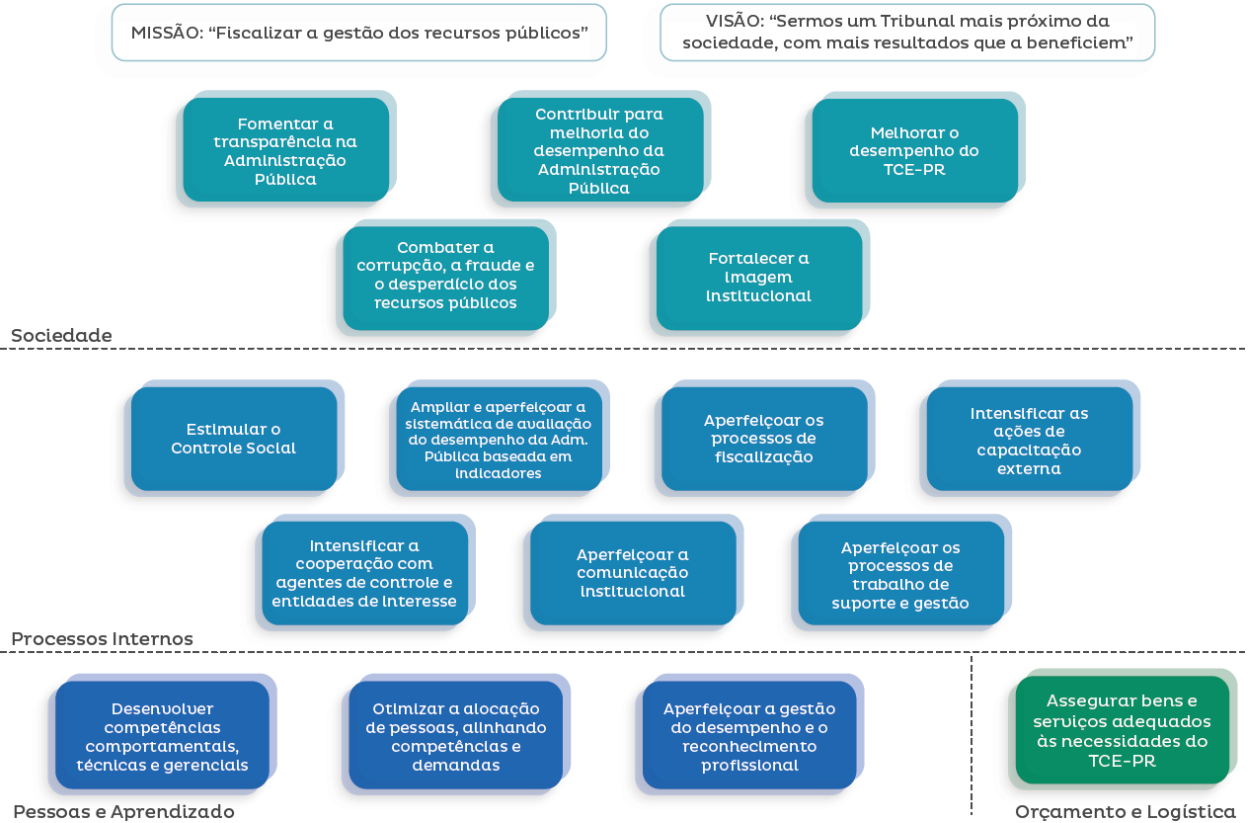 MISSÃO: “Fiscalizar a gestão dos recursos públicos”
VISÃO: “Sermos um Tribunal mais próximo da
sociedade, com mais resultados que a beneficiem”
Fomentar a
transparência na
Administração
Pública
Contribuir para
melhoria do
desempenho da
Administração
Pública
Melhorar o
desempenho do
TCE-PR
Combater a
corrupção, a fraude e
o desperdício dos
recursos públicos
Fortalecer a
Imagem
Institucional
Sociedade
Estimular o
Controle Social
Ampliar e aperfeiçoar a
sistemática de avaliação
do desempenho da Adm.
Pública baseada em
indicadores
Aperfeiçoar os
processos de
fiscalização
Intensificar as
ações de
capacitação
externa
Intensificar a
cooperação com
agentes de controle e
entidades de interesse
Aperfeiçoar a
comunicação
institucional
Aperfeiçoar os
processos de
trabalho de
suporte e gestão
Processos Internos
Desenvolver
competências
comportamentais,
técnicas e gerenciais
Otimizar a alocação
de pessoas, alinhando
competências e
demandas
Aperfeiçoar a gestão
do desempenho e o
reconhecimento
profissional
Assegurar bens e
serviços adequados
às necessidades do
TCE-PR
Pessoas e Aprendizado
Orçamento e Logística